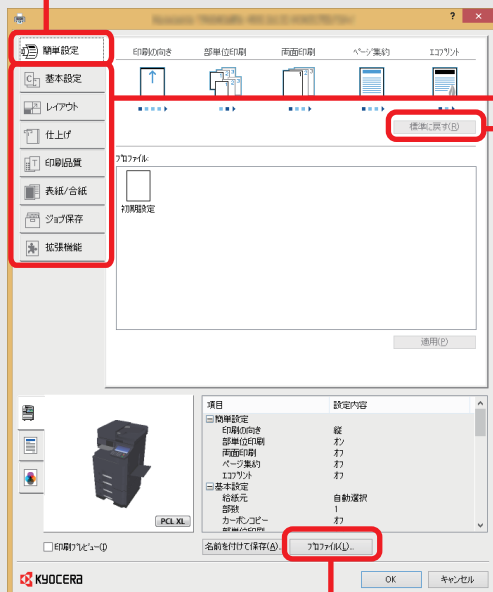 ?
簡単設定
印刷の向き 部単位印刷 両面印刷 ページ集約 エコプリント
基本設定
レイアウト
仕上げ
印刷品質
表紙/合紙
ジョブ保存
拡張機能
標準に戻す(R)
プロファイル:
初期設定
適用(P)
項目 設定内容
簡単設定
印刷の向き 縦
部単位印刷 オン
両面印刷 オフ
ページ集約 オフ
エコプリント オフ
基本設定
給紙元 自動選択
部数 1
カーボンコピー オフ
PCL XL
印刷プレビュー(I)
名前を付けて保存(A)...
プロファイル(L)...
KYOCERA
OK
キャンセル